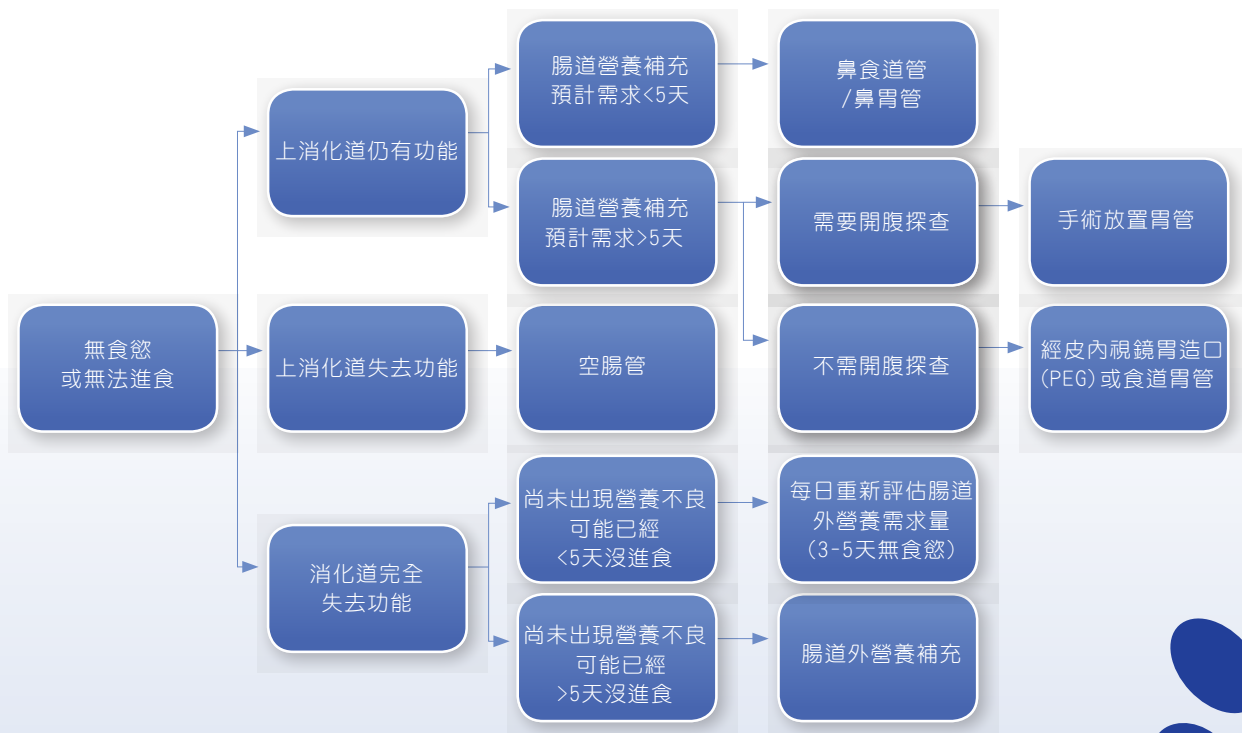 無食慾
或無法進食
上消化道仍有功能
腸道營養補充
預計需求<5天
鼻食道管
/鼻胃管
腸道營養補充
預計需求>5天
需要開腹探查
手術放置胃管
不需開腹探查
經皮內視鏡胃造口
(PEG)或食道胃管
上消化道失去功能
空腸管
消化道完全
失去功能
尚未出現營養不良
可能已經
<5天沒進食
每日重新評估腸道
外營養需求量
(3-5天無食慾)
尚未出現營養不良
可能已經
>5天沒進食
腸道外營養補充